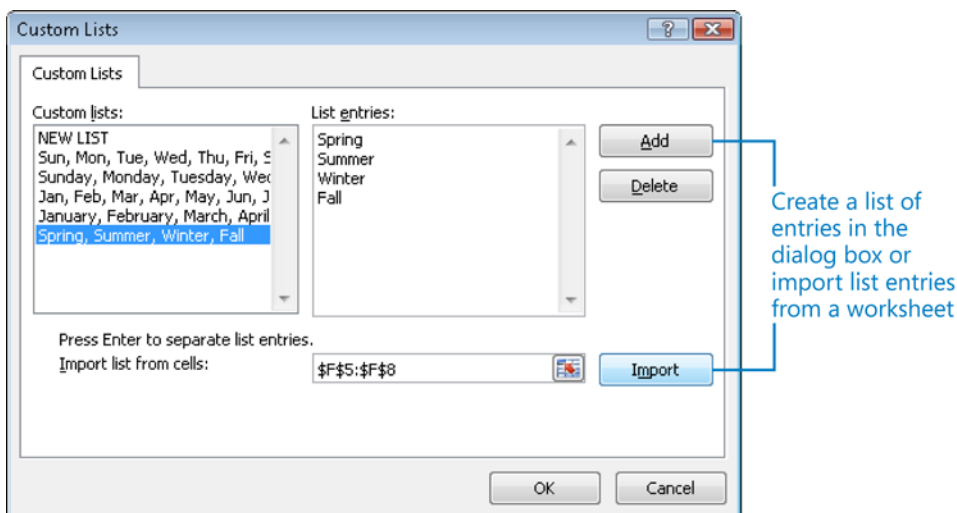 Custom Lists
Custom Lists
Custom lists:
NEW LIST
Sun, Mon, Tue, Wed, Thu, Fri, S
Sunday, Monday, Tuesday, Wed
Jan, Feb, Mar, Apr, May, Jun, J
January, February, March, April
Spring, Summer, Winter, Fall
List entries:
Spring
Summer
Winter
Fall
Add
Delete
Create a list of
entries in the
dialog box or
import list entries
from a worksheet
Press Enter to separate list entries.
Import list from cells:
$F$5:$F$8
Import
OK
Cancel